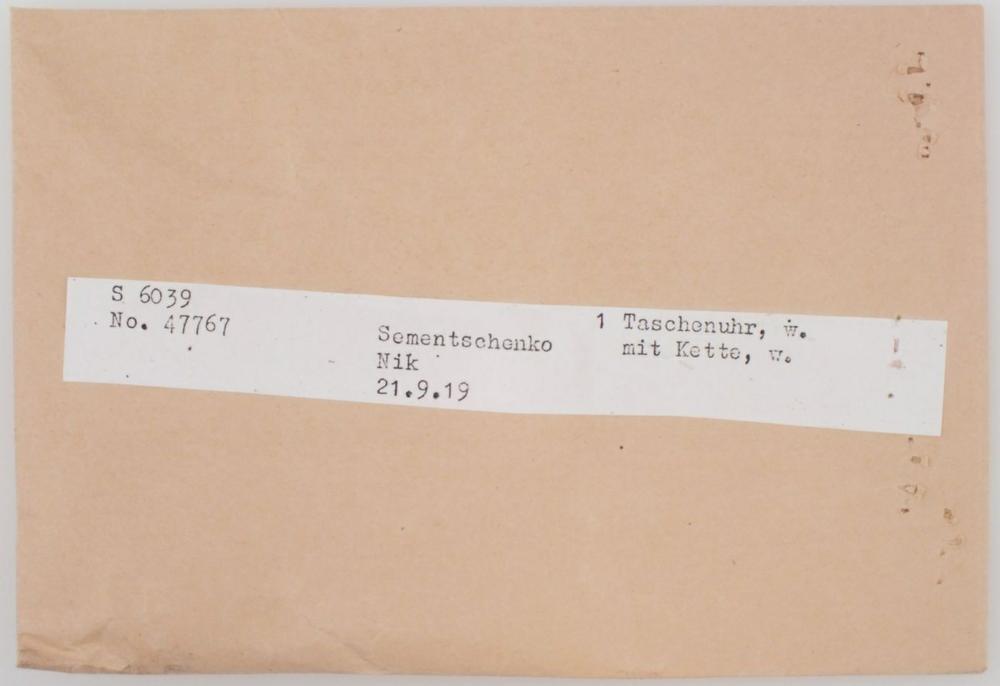 S 6039
No. 47767
Sementschenko
Nik
21.9.19
1 Taschenuhr, w.
mit Kette, w.